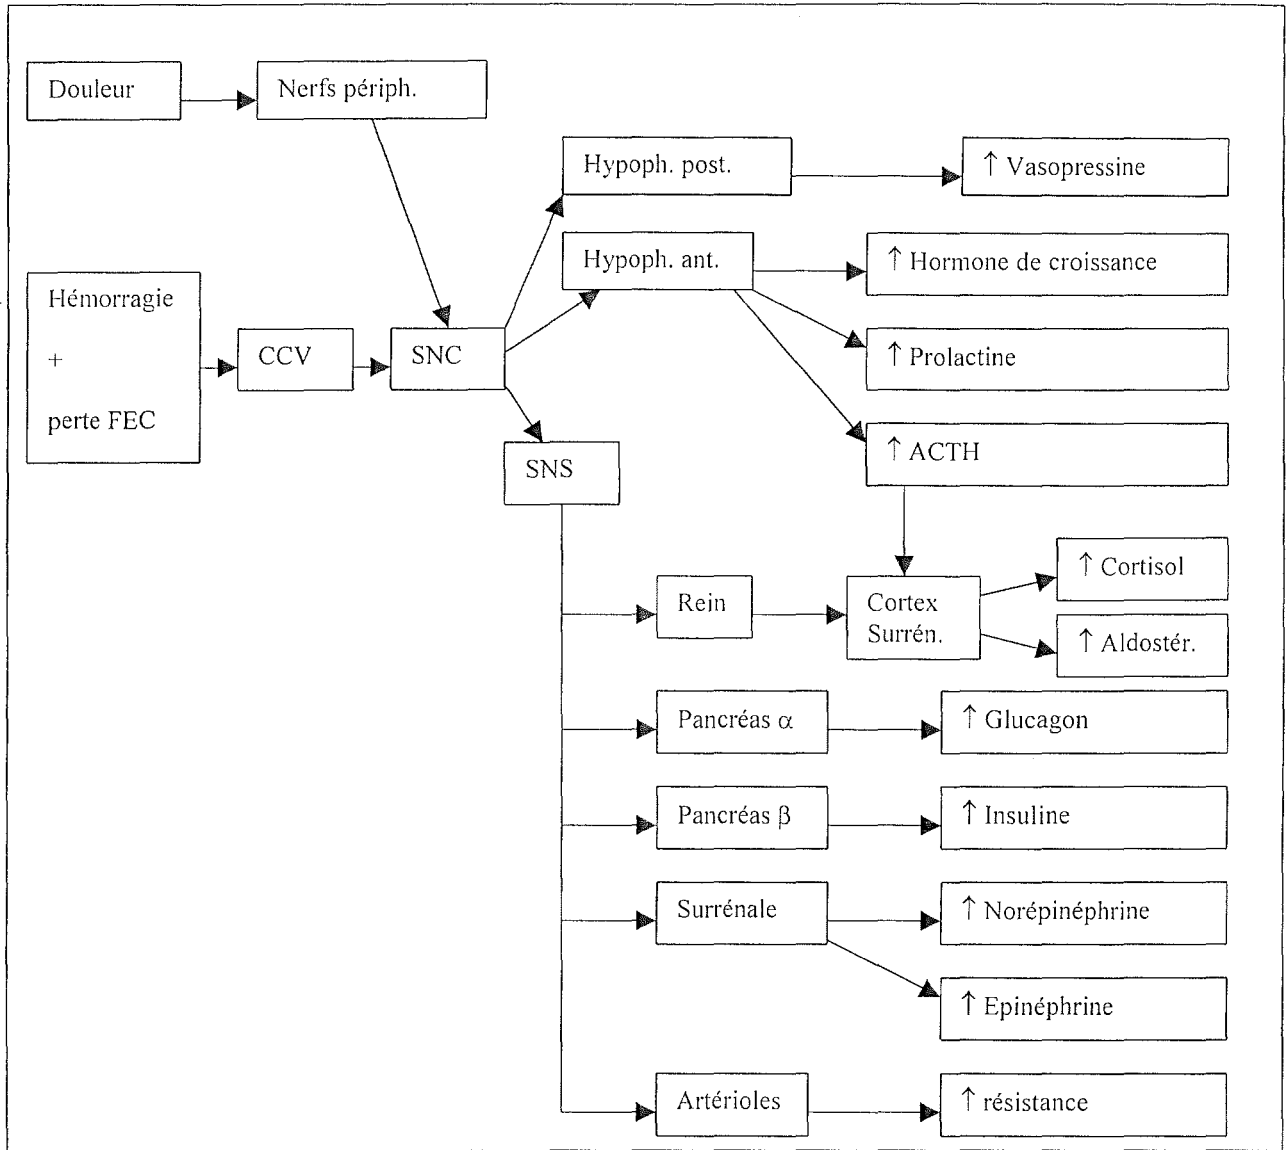 Douleur
Nerfs périph.
Hypoph. post.
↑ Vasopressine
Hypoph. ant.
↑ Hormone de croissance
Hémorragie
+
perte FEC
CCV
SNC
↑ Prolactine
SNS
↑ ACTH
Rein
Cortex
Surrén.
↑ Cortisol
↑ Aldostér.
Pancréas α
↑ Glucagon
Pancréas β
↑ Insuline
Surrénale
↑ Norépinéphrine
↑ Epinéphrine
Artérioles
↑ résistance